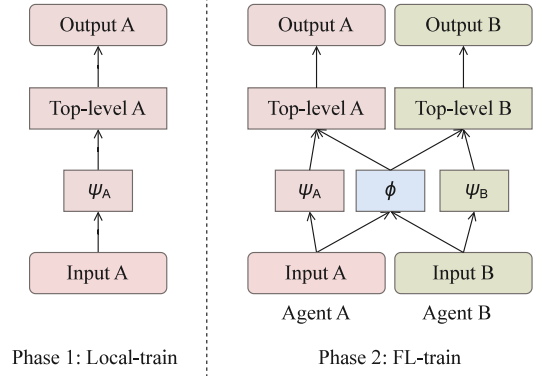 Output A
Top-level A
ψA
Input A
Phase 1: Local-train
Output A
Output B
Top-level A
Top-level B
ψA
ϕ
ψB
Input A
Input B
Agent A
Agent B
Phase 2: FL-train